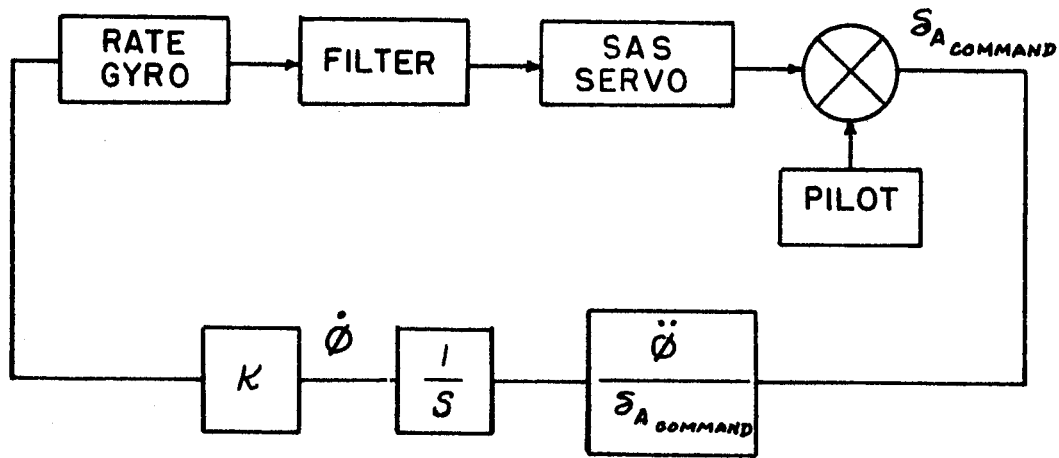 RATE
GYRO
FILTER
SAS
SERVO
δA COMMAND
PILOT
K
φ̇
1
S
φ̈
δA COMMAND